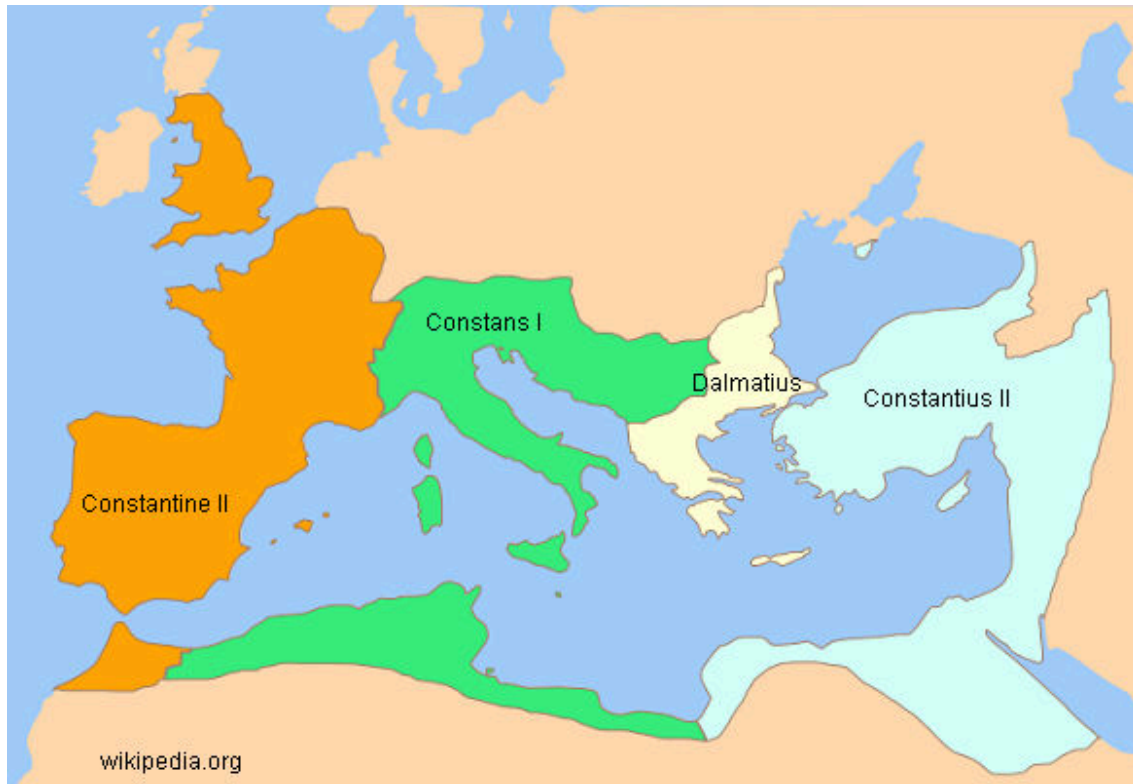 Constans I
Dalmatius
Constantius II
Constantine II
wikipedia.org